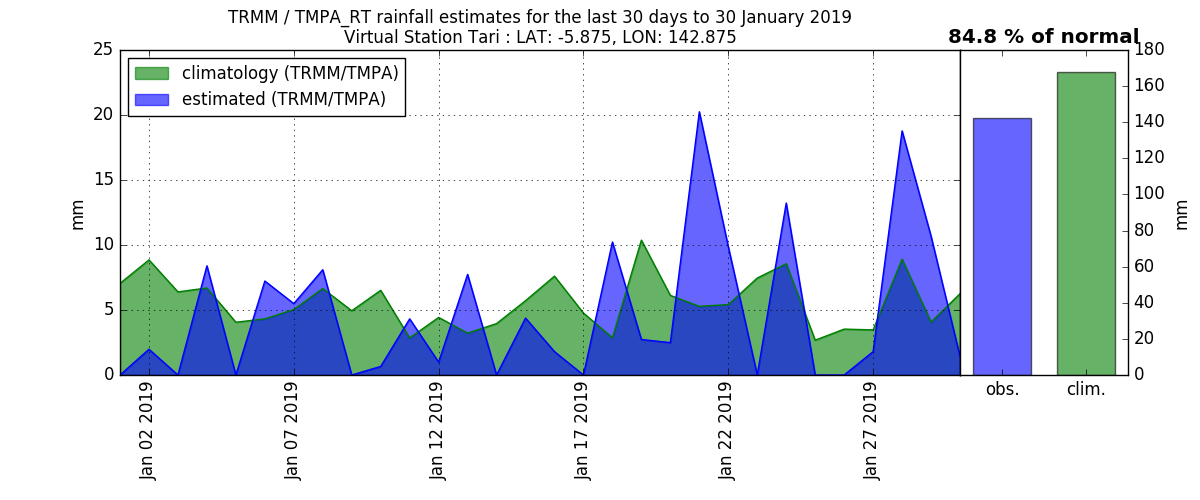 TRMM / TMPA_RT rainfall estimates for the last 30 days to 30 January 2019
Virtual Station Tari : LAT: -5.875, LON: 142.875
84.8 % of normal
climatology (TRMM/TMPA)
estimated (TRMM/TMPA)
25
20
15
10
5
0
mm
Jan 02 2019
Jan 07 2019
Jan 12 2019
Jan 17 2019
Jan 22 2019
Jan 27 2019
180
160
140
120
100
80
60
40
20
0
mm
obs.
clim.